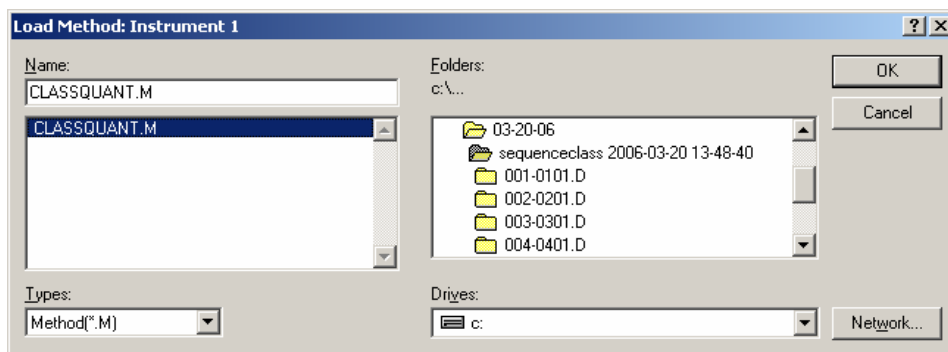 Load Method: Instrument 1
Name:
CLASSQUANT.M
CLASSQUANT.M
Types:
Method(*.M)
Folders:
c:\...
03-20-06
sequenceclass 2006-03-20 13-48-40
001-0101.D
002-0201.D
003-0301.D
004-0401.D
Drives:
c:
OK
Cancel
Network...